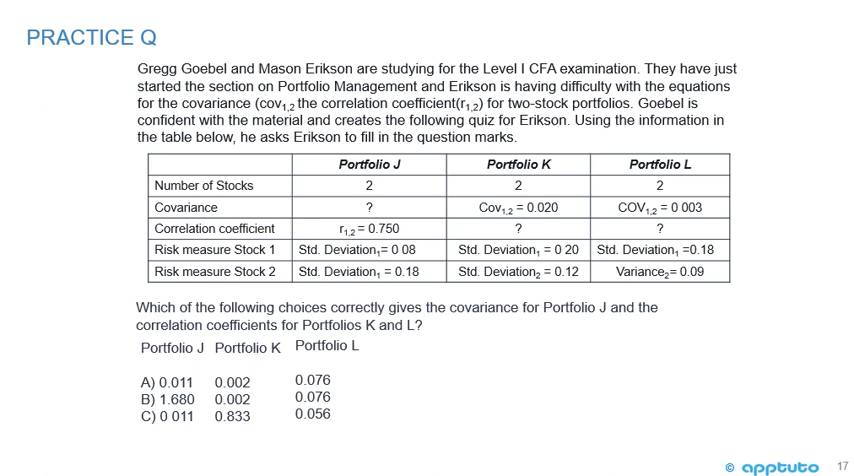 PRACTICE Q
Gregg Goebel and Mason Erikson are studying for the Level I CFA examination. They have just
started the section on Portfolio Management and Erikson is having difficulty with the equations
for the covariance (cov1,2 the correlation coefficient(r1,2) for two-stock portfolios. Goebel is
confident with the material and creates the following quiz for Erikson. Using the information in
the table below, he asks Erikson to fill in the question marks.
Portfolio J Portfolio K Portfolio L
Number of Stocks 2 2 2
Covariance ? Cov1,2 = 0.020 COV1,2 = 0 003
Correlation coefficient r1,2 = 0.750 ? ?
Risk measure Stock 1 Std. Deviation1= 0 08 Std. Deviation1 = 0 20 Std. Deviation1 =0.18
Risk measure Stock 2 Std. Deviation1 = 0.18 Std. Deviation2 = 0.12 Variance2= 0.09
Which of the following choices correctly gives the covariance for Portfolio J and the
correlation coefficients for Portfolios K and L?
Portfolio J Portfolio K Portfolio L
A) 0.011 0.002 0.076
B) 1.680 0.002 0.076
C) 0 011 0.833 0.056
© apptuto 17